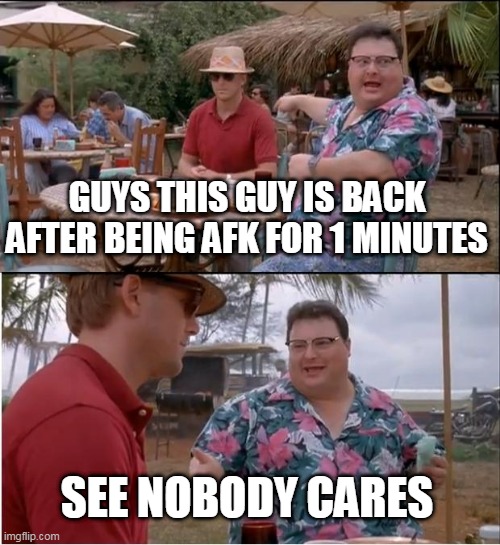 GUYS THIS GUY IS BACK
AFTER BEING AFK FOR 1 MINUTES
SEE NOBODY CARES
imgflip.com